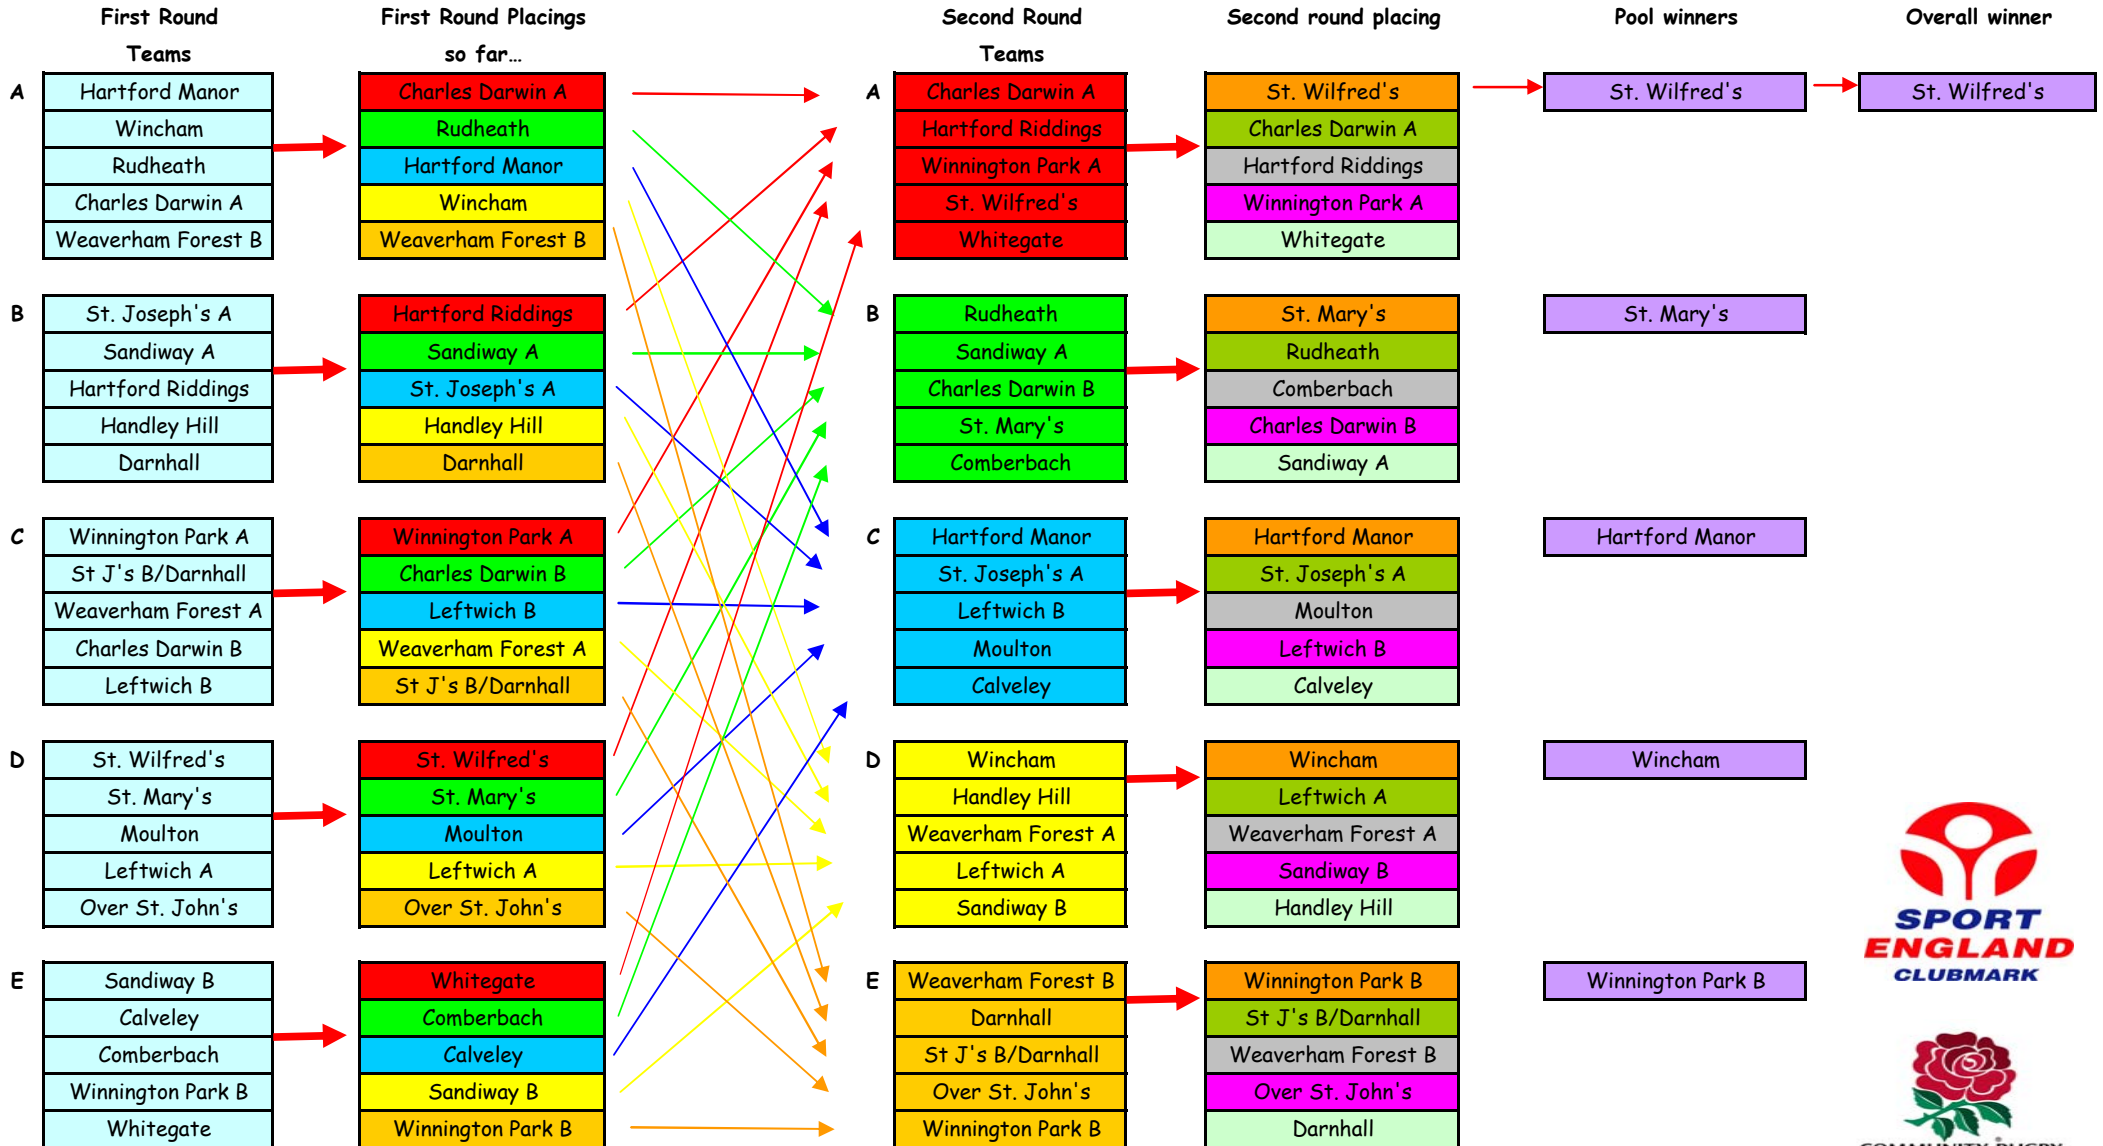 First Round First Round Placings Second Round Second round placing Pool winners Overall winner
Teams so far... Teams
A Hartford Manor Charles Darwin A A Charles Darwin A St. Wilfred's St. Wilfred's St. Wilfred's
Wincham Rudheath Hartford Riddings Charles Darwin A
Rudheath Hartford Manor Winnington Park A Hartford Riddings
Charles Darwin A Wincham St. Wilfred's Winnington Park A
Weaverham Forest B Weaverham Forest B Whitegate Whitegate
B St. Joseph's A Hartford Riddings B Rudheath St. Mary's St. Mary's
Sandiway A Sandiway A Sandiway A Rudheath
Hartford Riddings St. Joseph's A Charles Darwin B Comberbach
Handley Hill Handley Hill St. Mary's Charles Darwin B
Darnhall Darnhall Comberbach Sandiway A
C Winnington Park A Winnington Park A C Hartford Manor Hartford Manor Hartford Manor
St J's B/Darnhall Charles Darwin B St. Joseph's A St. Joseph's A
Weaverham Forest A Leftwich B Leftwich B Moulton
Charles Darwin B Weaverham Forest A Moulton Leftwich B
Leftwich B St J's B/Darnhall Calveley Calveley
D St. Wilfred's St. Wilfred's D Wincham Wincham Wincham
St. Mary's St. Mary's Handley Hill Leftwich A
Moulton Moulton Weaverham Forest A Weaverham Forest A
Leftwich A Leftwich A Leftwich A Sandiway B
Over St. John's Over St. John's Sandiway B Handley Hill
SPORT
ENGLAND
CLUBMARK
E Sandiway B Whitegate E Weaverham Forest B Winnington Park B Winnington Park B
Calveley Comberbach Darnhall St J's B/Darnhall
Comberbach Calveley St J's B/Darnhall Weaverham Forest B
Winnington Park B Sandiway B Over St. John's Over St. John's
Whitegate Winnington Park B Winnington Park B Darnhall
COMMUNITY RUGBY